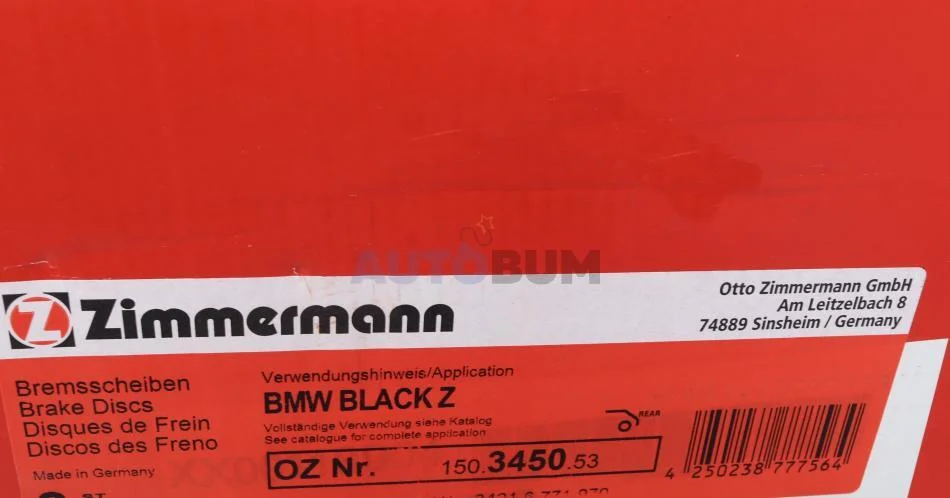 AUTOBUM
Z Zimmermann
Otto Zimmermann GmbH
Am Leitzelbach 8
74889 Sinsheim / Germany
Bremsscheiben
Brake Discs
Disques de Frein
Discos des Freno
Made in Germany
Verwendungshinweis/Application
BMW BLACK Z
Vollständige Verwendung siehe Katalog
See catalogue for complete application
REAR
OZ Nr. 150.3450.53
4 250238 777564